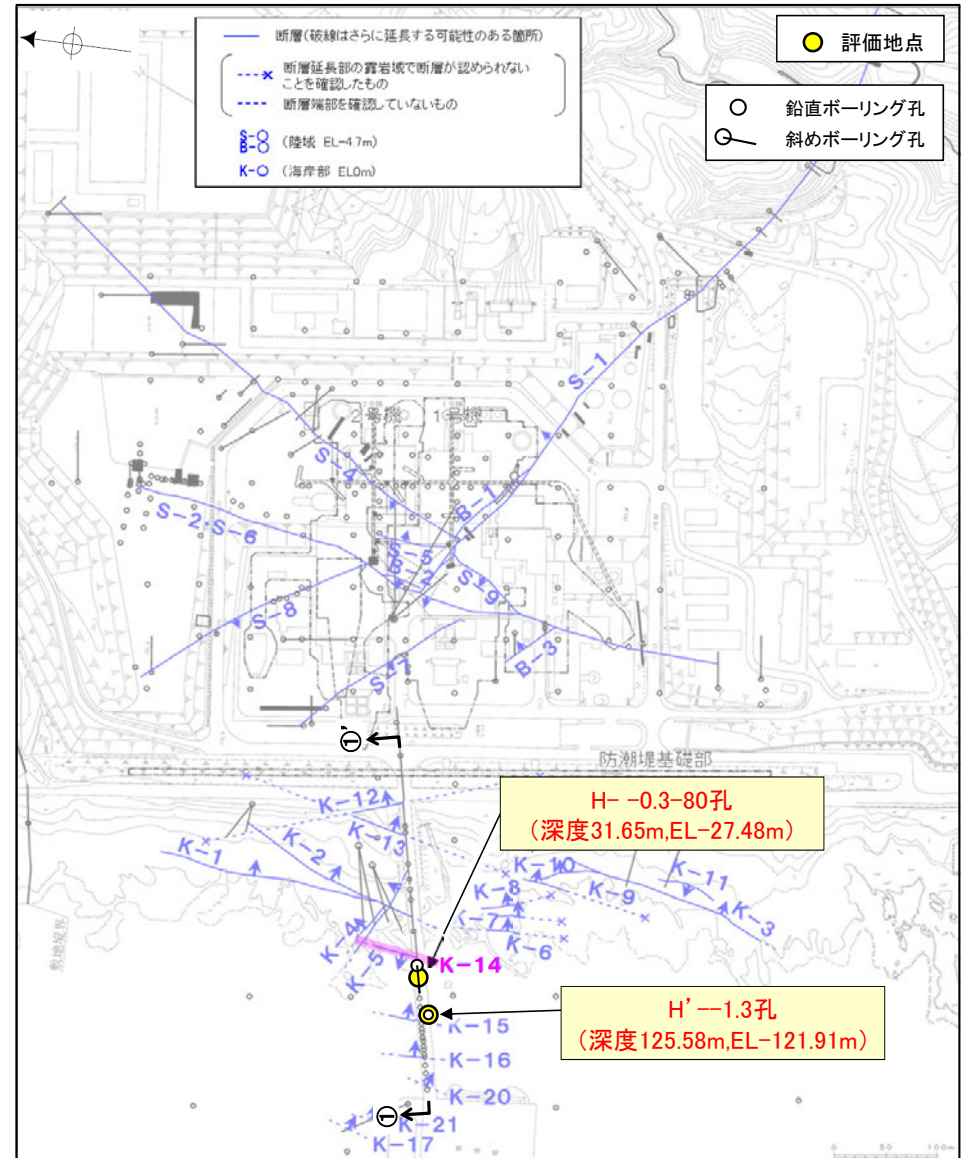 断層(破線はさらに延長する可能性のある箇所)
断層延長部の露岩域で断層が認められない
ことを確認したもの
断層端部を確認していないもの
S-○
B-○
(陸域 EL-4.7m)
K-○ (海岸部 EL0m)
評価地点
鉛直ボーリング孔
斜めボーリング孔
S-1
2号機 1号機
S-4
B-1
S-2・S-6
S-5
B-2
S-9
S-8
B-3
S-7
①'
防潮堤基礎部
H- -0.3-80孔
(深度31.65m,EL-27.48m)
K-12
K-13
K-1
K-2
K-10
K-11
K-8
K-9
K-3
K-7
K-6
K-4
K-5
K-14
敷地境界
H'--1.3孔
(深度125.58m,EL-121.91m)
K-15
K-16
K-20
①
K-21
K-17
0 50 100m